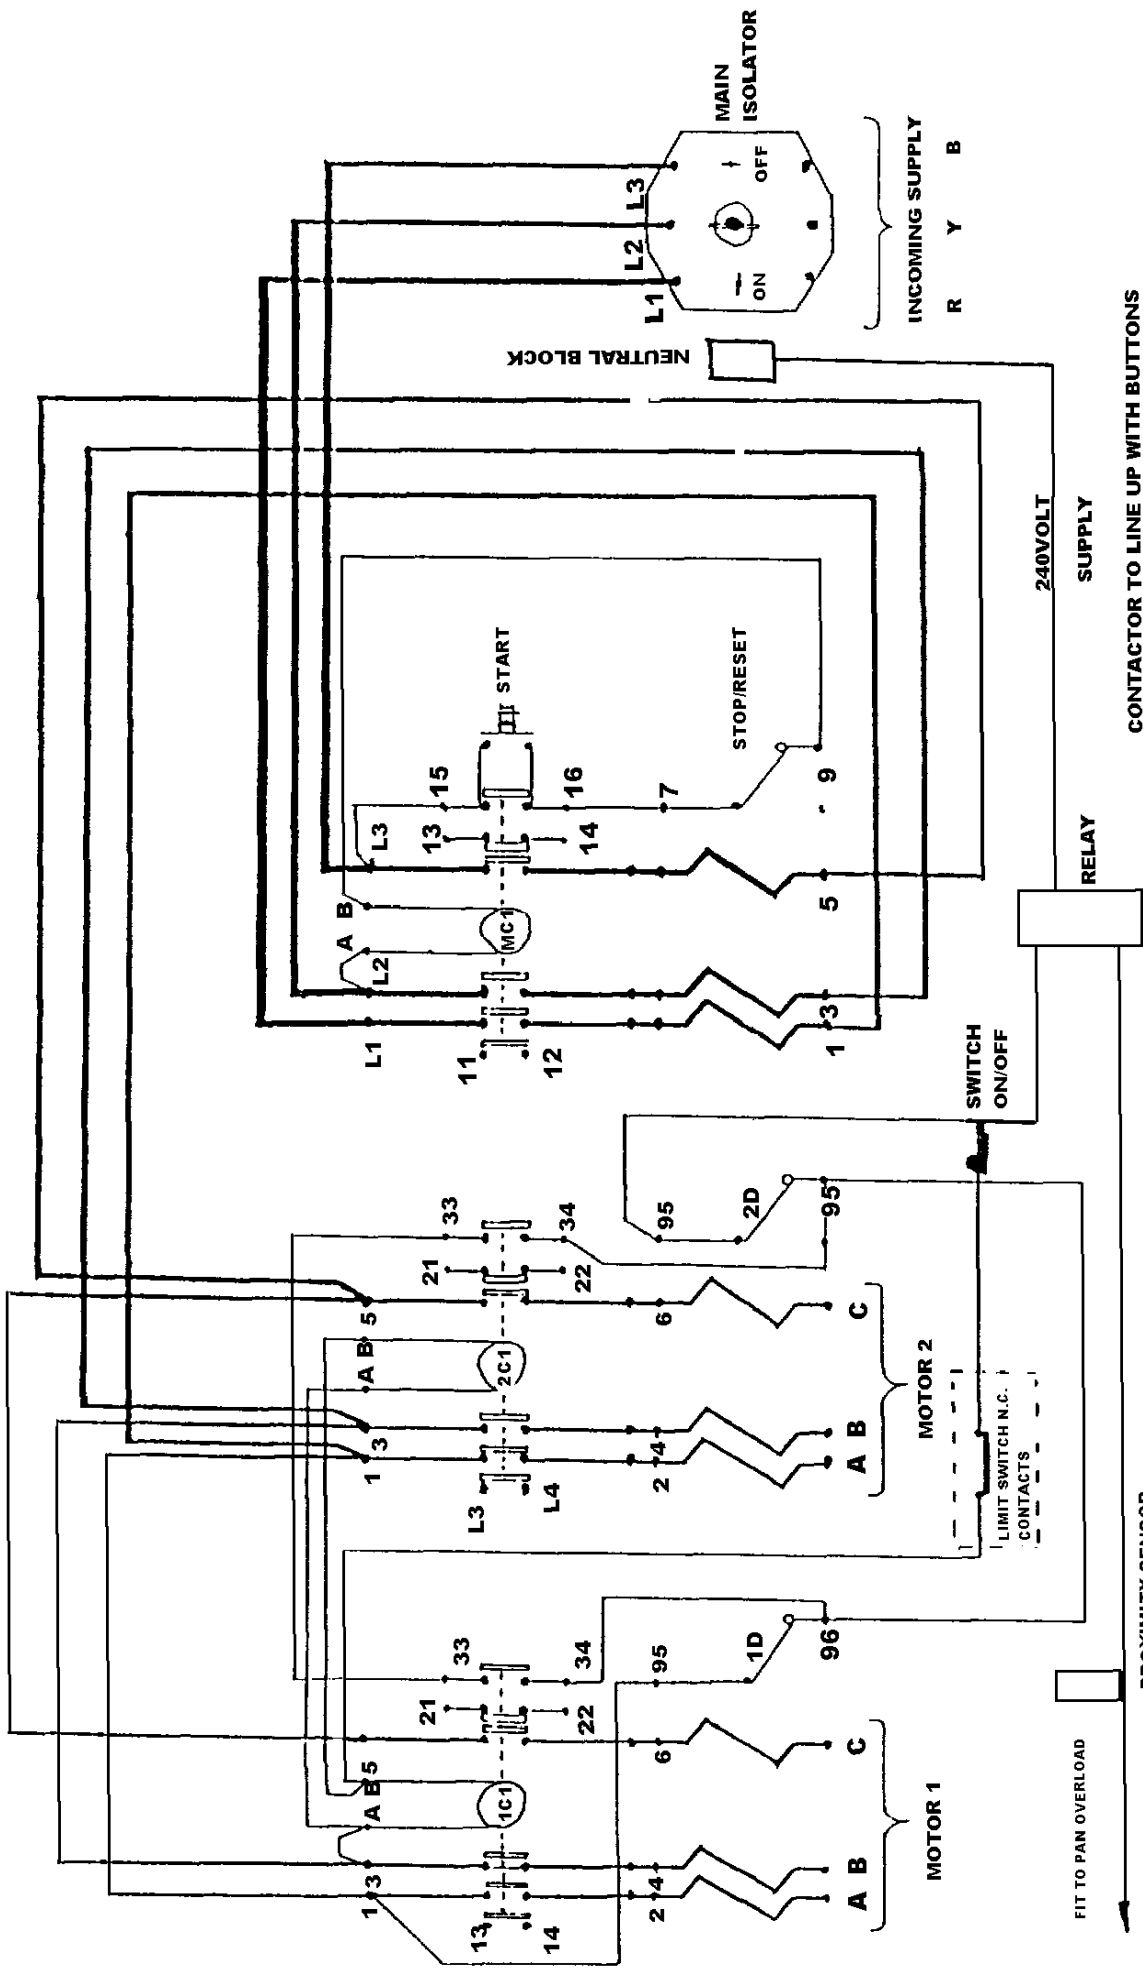 1 3 A B 5
1 3 A B 5
L1 L2 A B L3
13 21 33
L3 21 33
11 13 15
1C1
2C1
MC1
START
14 22 34
L4 22 34
12 14 16
2 4 6 95
2 4 6 95
7
NEUTRAL BLOCK
L1 L2 L3
MAIN
ISOLATOR
ON OFF
1D
2D
STOP/RESET
96
95
1 3 5 9
A B C
A B C
MOTOR 1
MOTOR 2
INCOMING SUPPLY
R Y B
SWITCH
ON/OFF
LIMIT SWITCH N.C.
CONTACTS
240VOLT
SUPPLY
RELAY
FIT TO PAN OVERLOAD
CONTACTOR TO LINE UP WITH BUTTONS